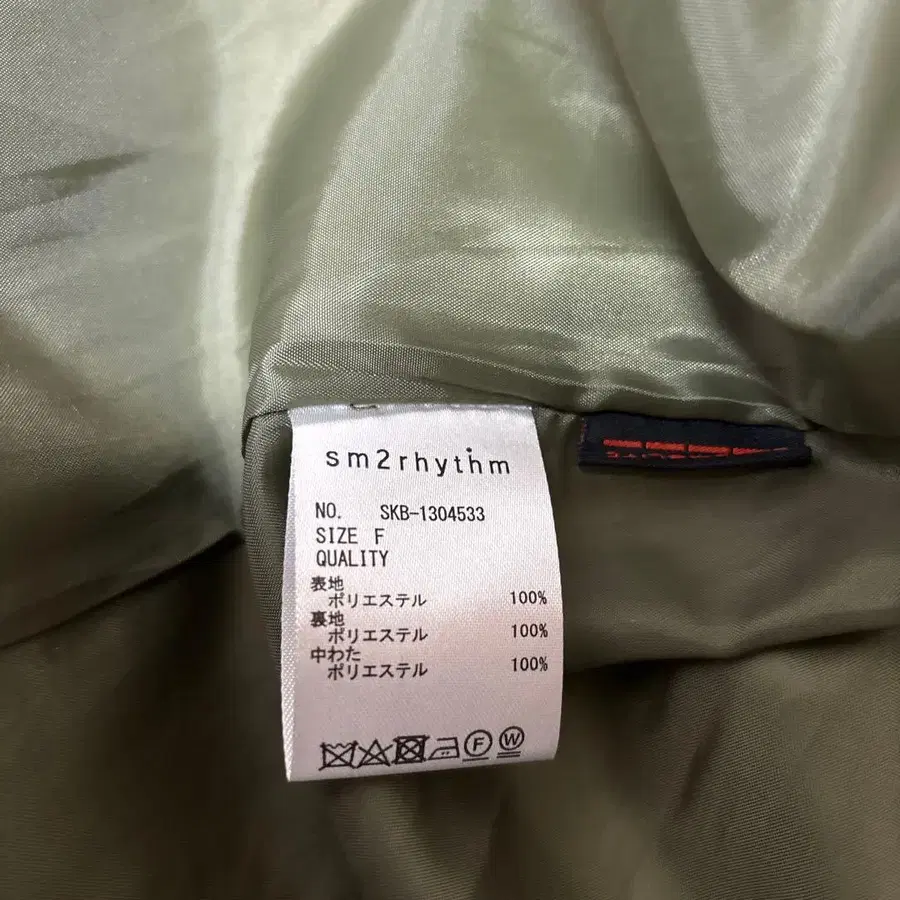 sm2rhythm
NO. SKB-1304533
SIZE F
QUALITY
表地
ポリエステル 100%
裏地
ポリエステル 100%
中わた
ポリエステル 100%
F W